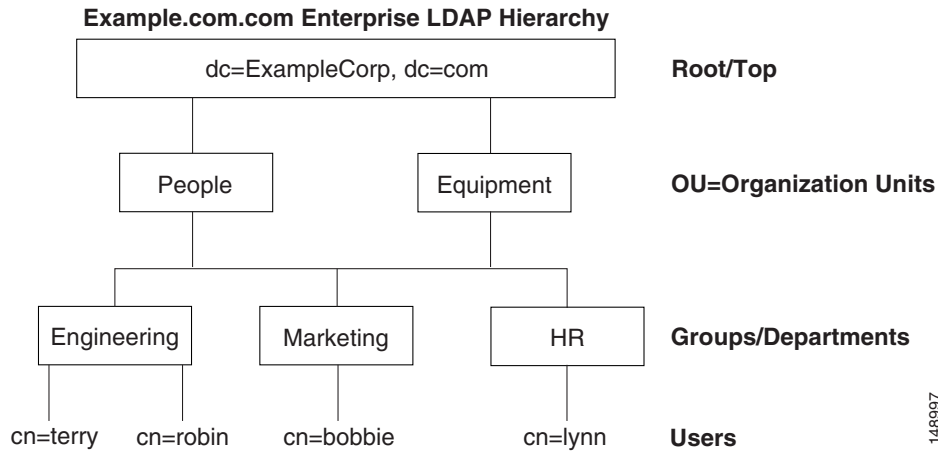 Example.com.com Enterprise LDAP Hierarchy
dc=ExampleCorp, dc=com
Root/Top
People
Equipment
OU=Organization Units
Engineering
Marketing
HR
Groups/Departments
cn=terry
cn=robin
cn=bobbie
cn=lynn
Users
148997